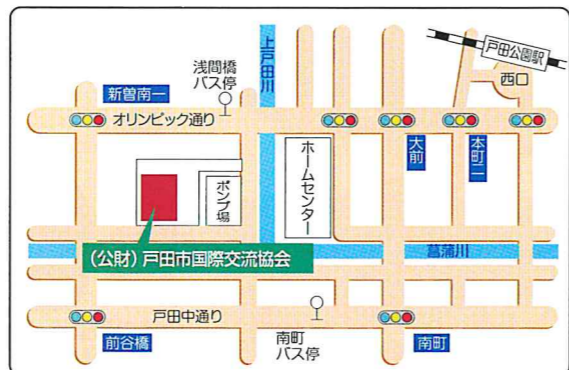 戸田公園駅
西口
上戸田川
浅間橋
バス停
新曽南一
オリンピック通り
大前
本町二
ホームセンター
ポンプ場
(公財)戸田市国際交流協会
菖蒲川
戸田中通り
前谷橋
南町
バス停
南町